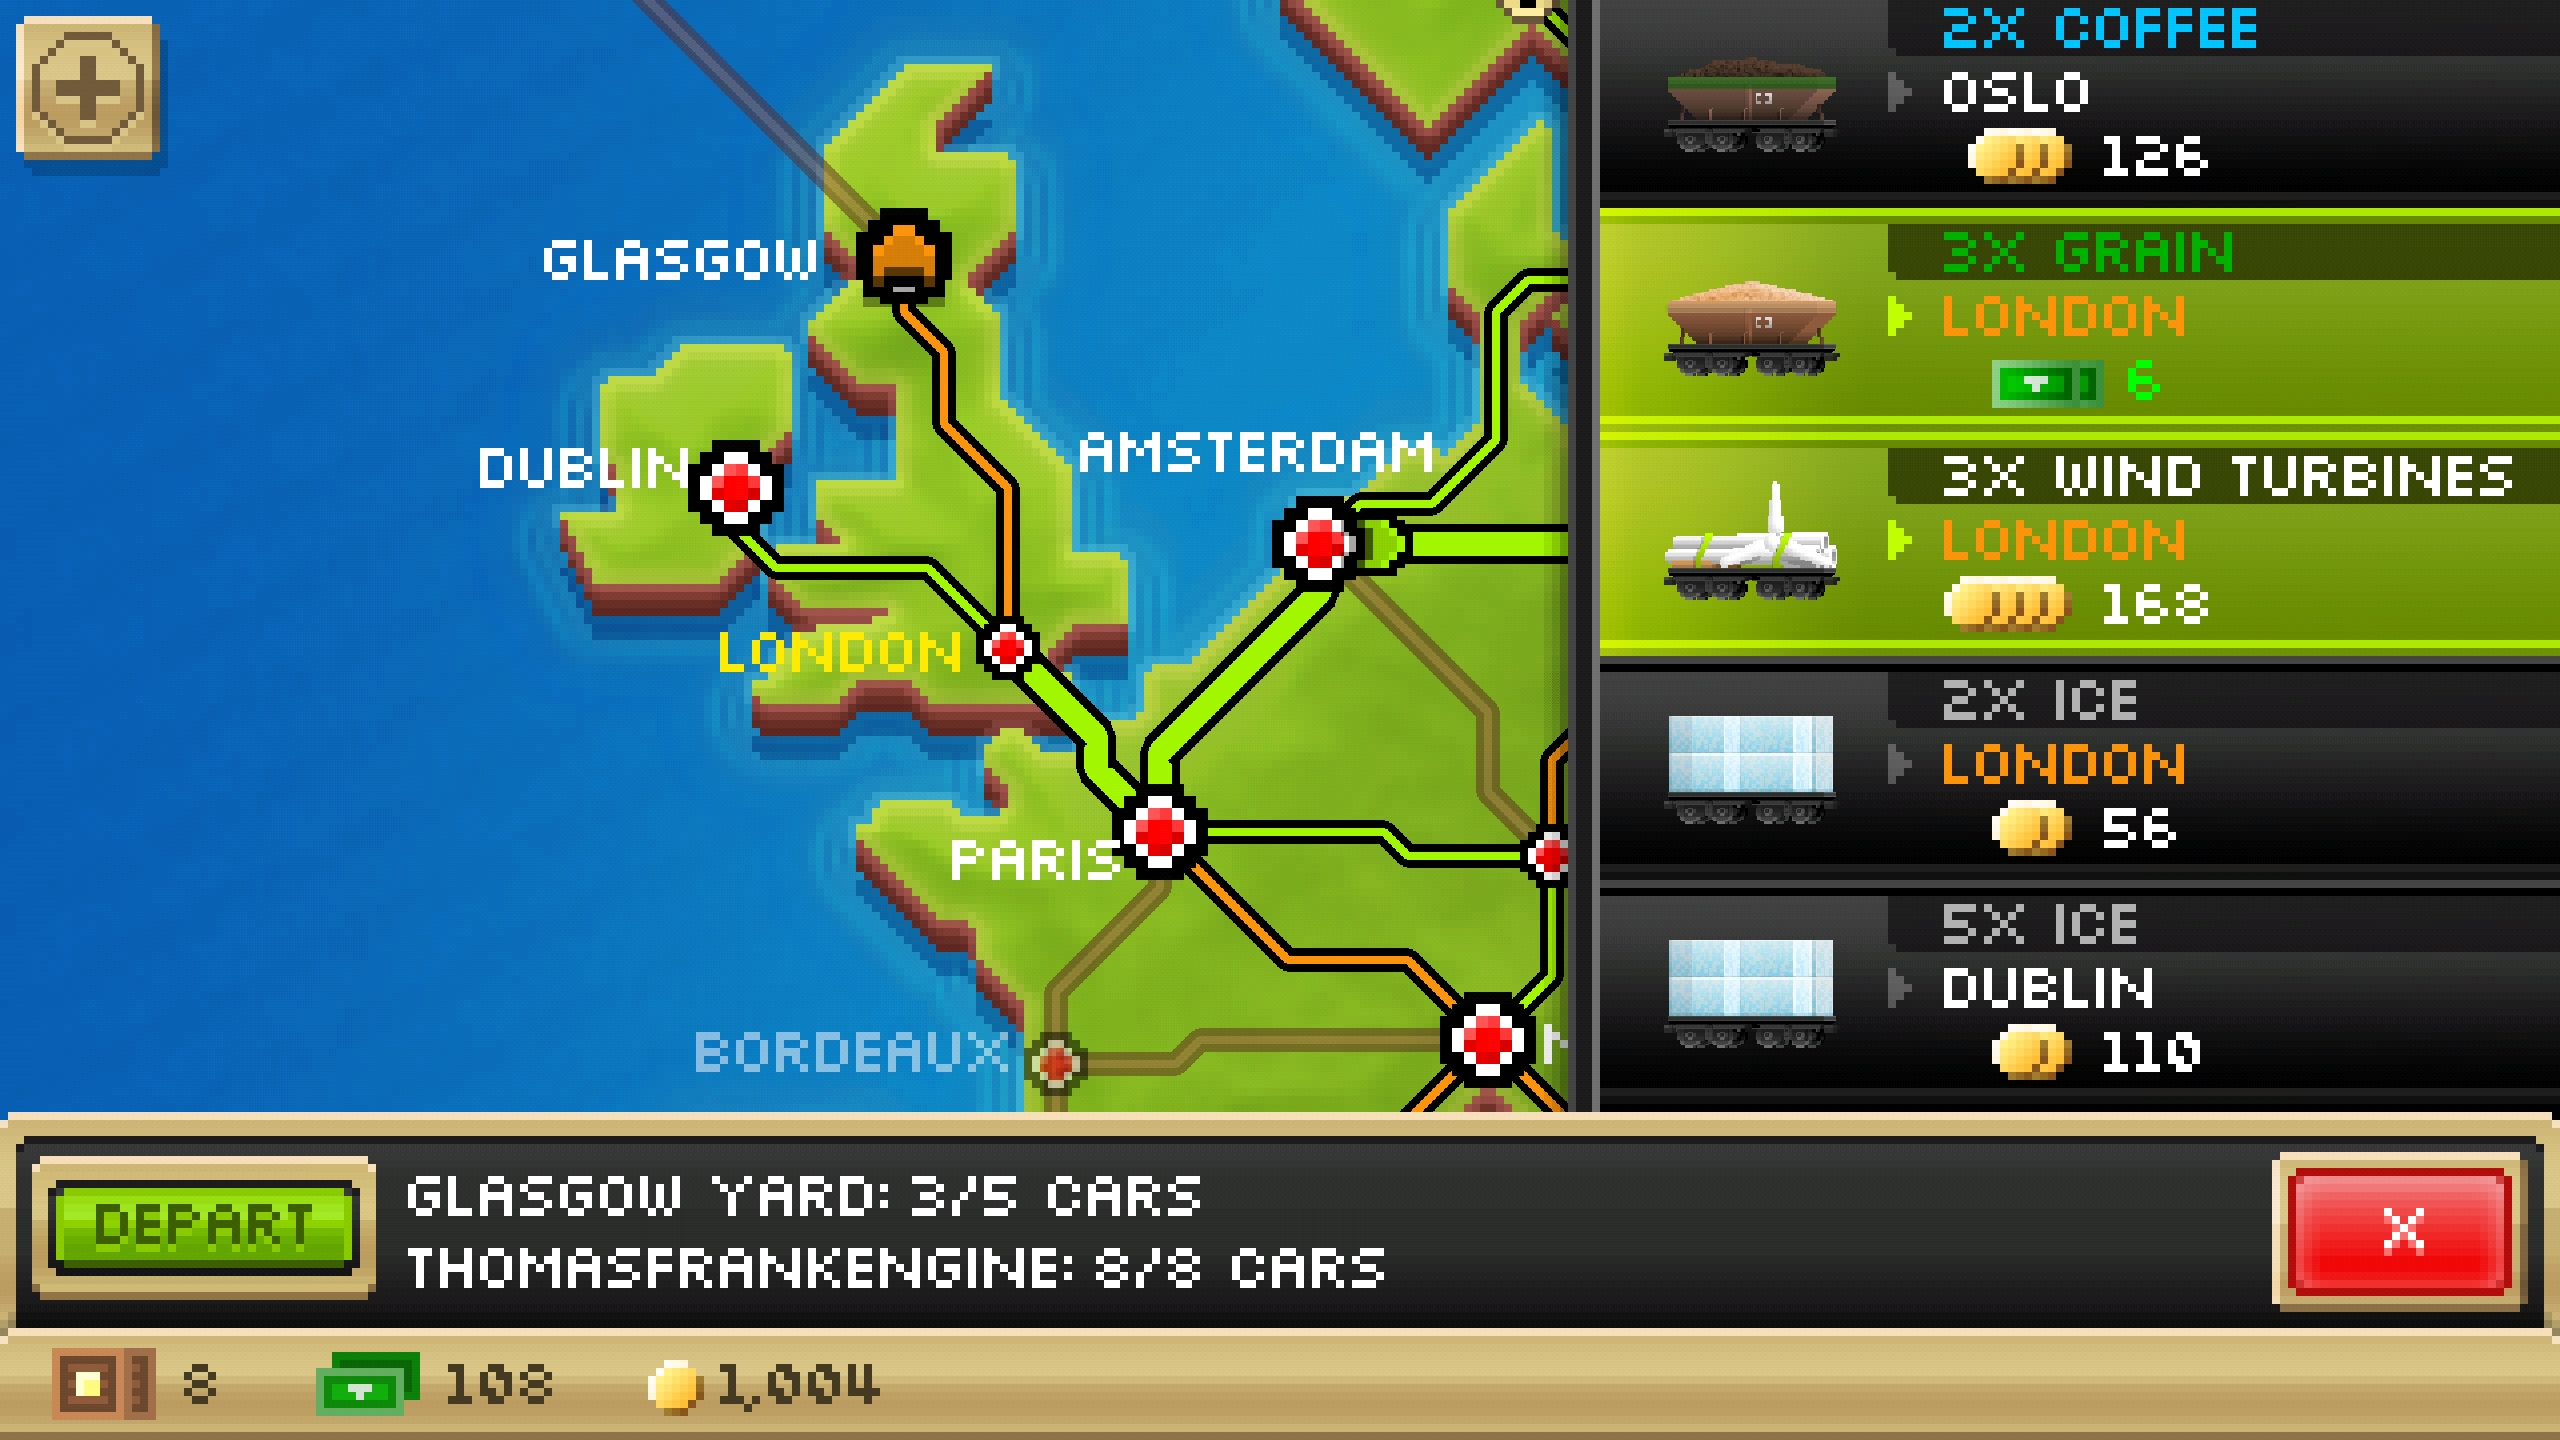 GLASGOW
DUBLIN
AMSTERDAM
LONDON
PARIS
BORDEAUX
2X COFFEE
OSLO
126
3X GRAIN
LONDON
6
3X WIND TURBINES
LONDON
168
2X ICE
LONDON
56
5X ICE
DUBLIN
110
DEPART
GLASGOW YARD: 3/5 CARS
THOMASFRANKENGINE: 8/8 CARS
X
8 108 1,004